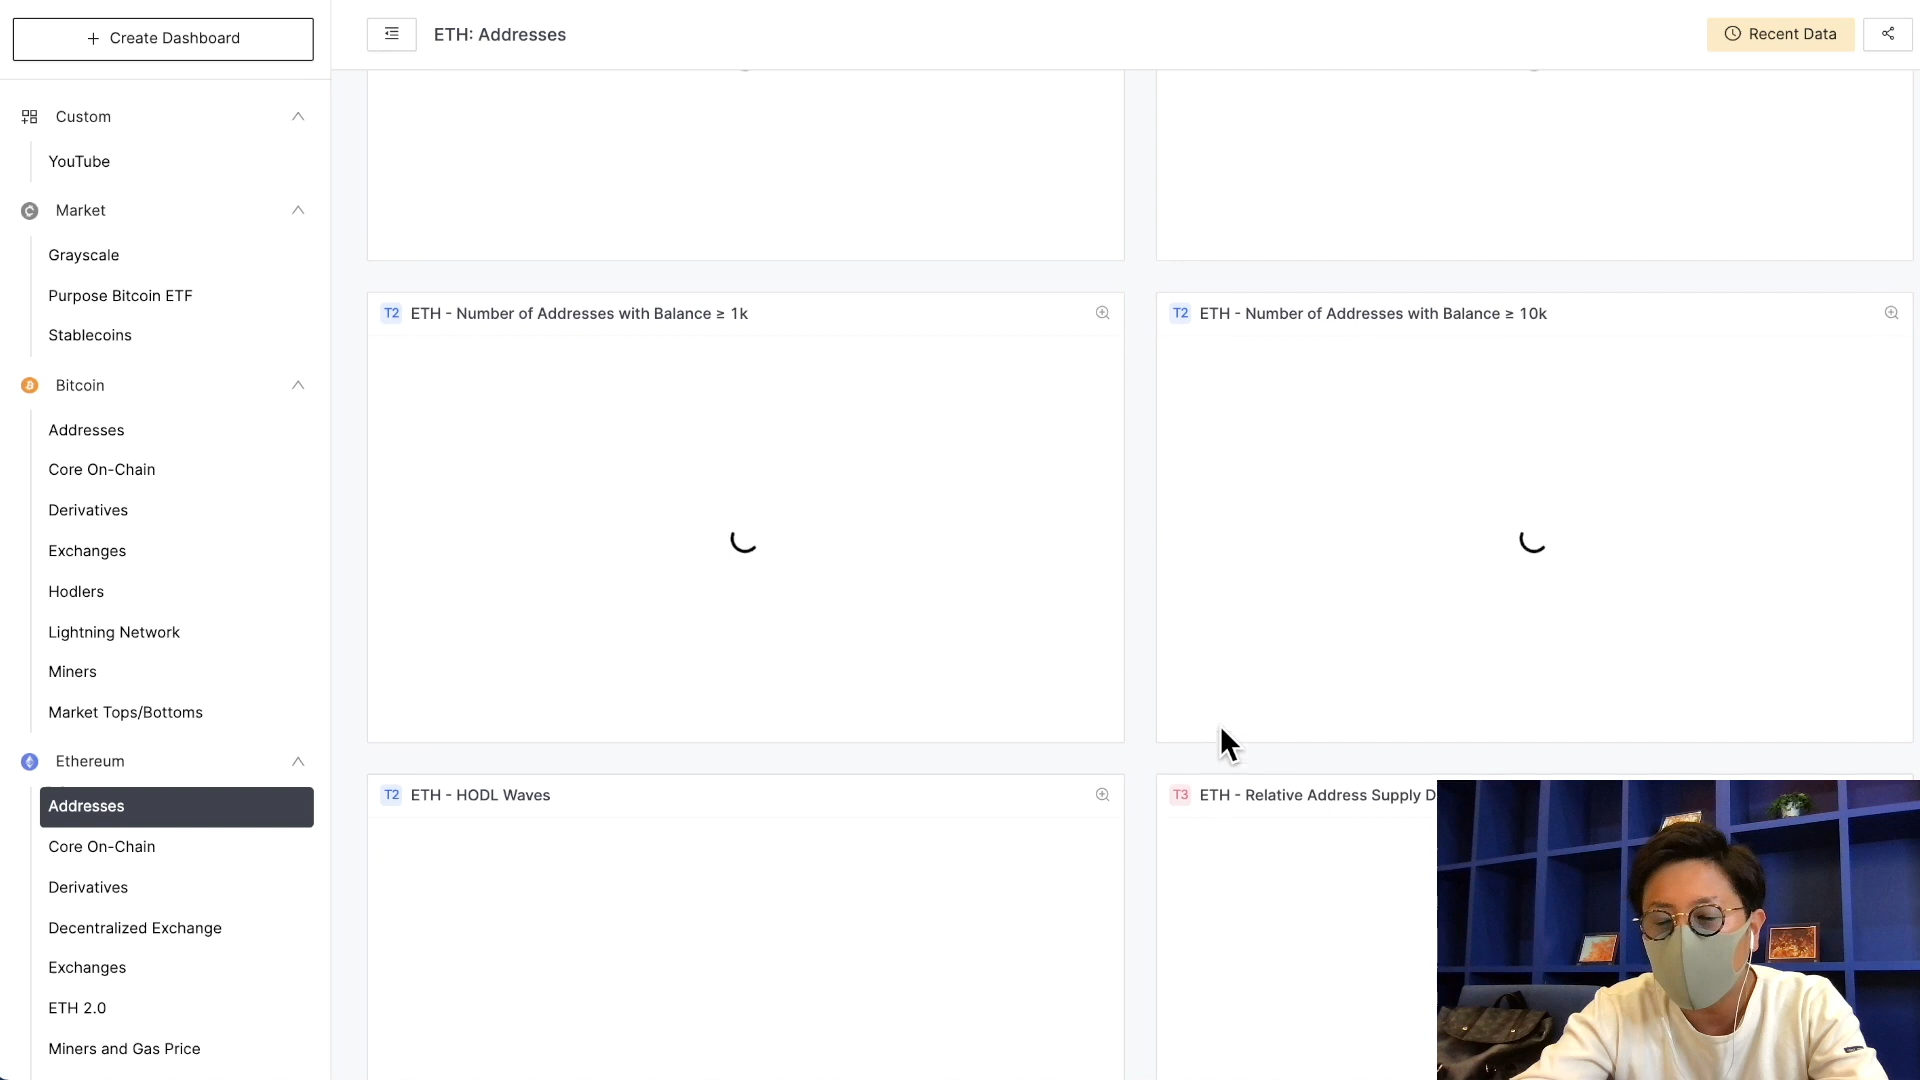 Create Dashboard
Custom
YouTube
Market
Grayscale
Purpose Bitcoin ETF
Stablecoins
Bitcoin
Addresses
Core On-Chain
Derivatives
Exchanges
Hodlers
Lightning Network
Miners
Market Tops/Bottoms
Ethereum
Addresses
Core On-Chain
Derivatives
Decentralized Exchange
Exchanges
ETH 2.0
Miners and Gas Price
ETH: Addresses
Recent Data
T2 ETH - Number of Addresses with Balance ≥ 1k
T2 ETH - Number of Addresses with Balance ≥ 10k
T2 ETH - HODL Waves
T3 ETH - Relative Address Supply D